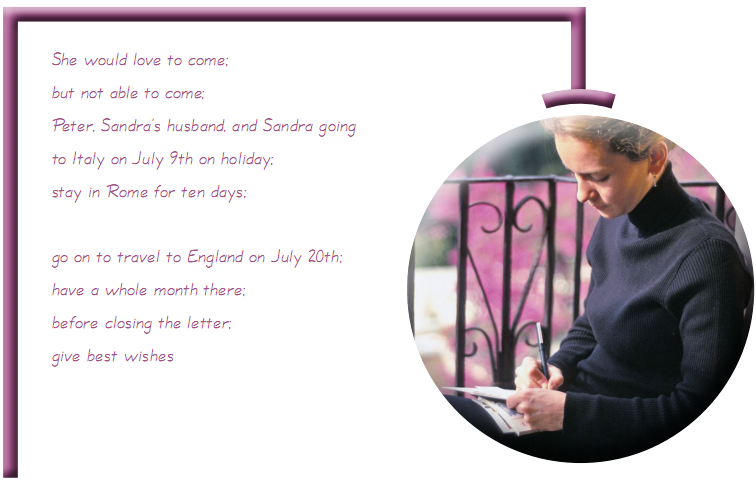 She would love to come;
but not able to come;
Peter, Sandra's husband, and Sandra going
to Italy on July 9th on holiday;
stay in Rome for ten days;
go on to travel to England on July 20th;
have a whole month there;
before closing the letter;
give best wishes